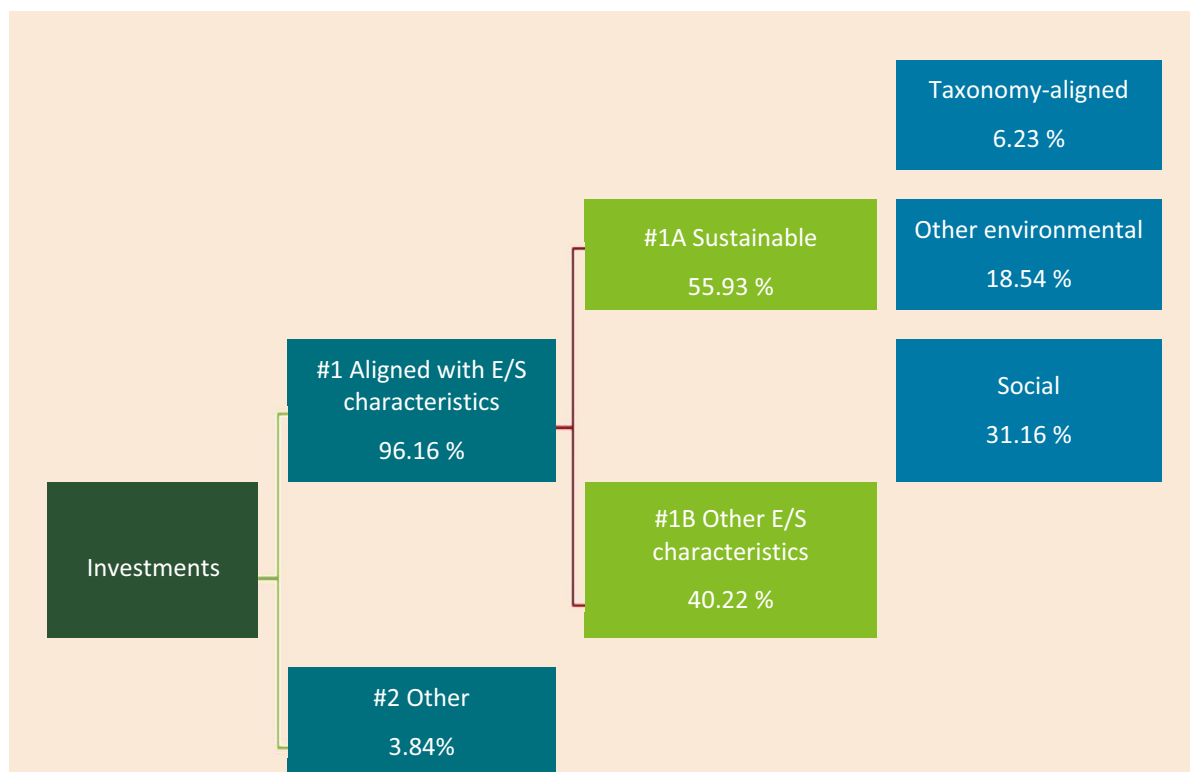 Taxonomy-aligned
6.23 %
#1A Sustainable
55.93 %
Other environmental
18.54 %
#1 Aligned with E/S
characteristics
96.16 %
Social
31.16 %
Investments
#1B Other E/S
characteristics
40.22 %
#2 Other
3.84%